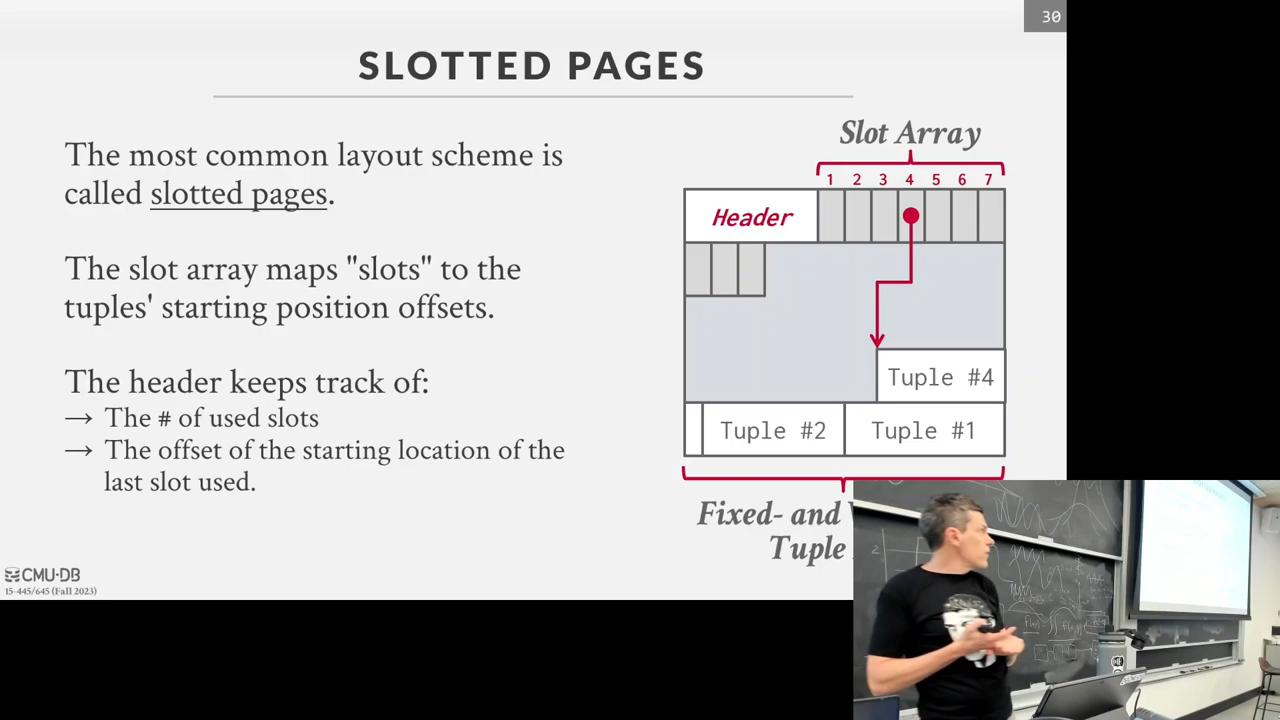 30
SLOTTED PAGES
The most common layout scheme is
called slotted pages.
The slot array maps "slots" to the
tuples' starting position offsets.
The header keeps track of:
→ The # of used slots
→ The offset of the starting location of the
last slot used.
Slot Array
1 2 3 4 5 6 7
Header
Tuple #4
Tuple #2 Tuple #1
Fixed- and
Tuple
CMU-DB
15-445/645 (Fall 2023)